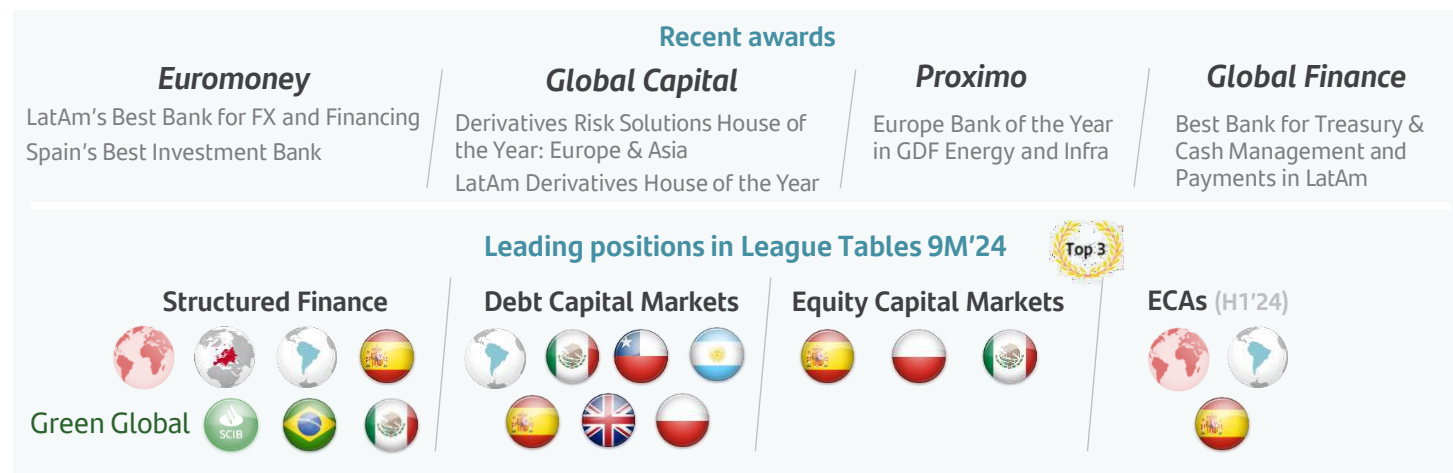 Recent awards
Euromoney
LatAm's Best Bank for FX and Financing
Spain's Best Investment Bank
Global Capital
Derivatives Risk Solutions House of
the Year: Europe & Asia
LatAm Derivatives House of the Year
Proximo
Europe Bank of the Year
in GDF Energy and Infra
Global Finance
Best Bank for Treasury &
Cash Management and
Payments in LatAm
Leading positions in League Tables 9M'24
Top 3
Structured Finance
Green Global
SCIB
Debt Capital Markets
Equity Capital Markets
ECAs (H1'24)